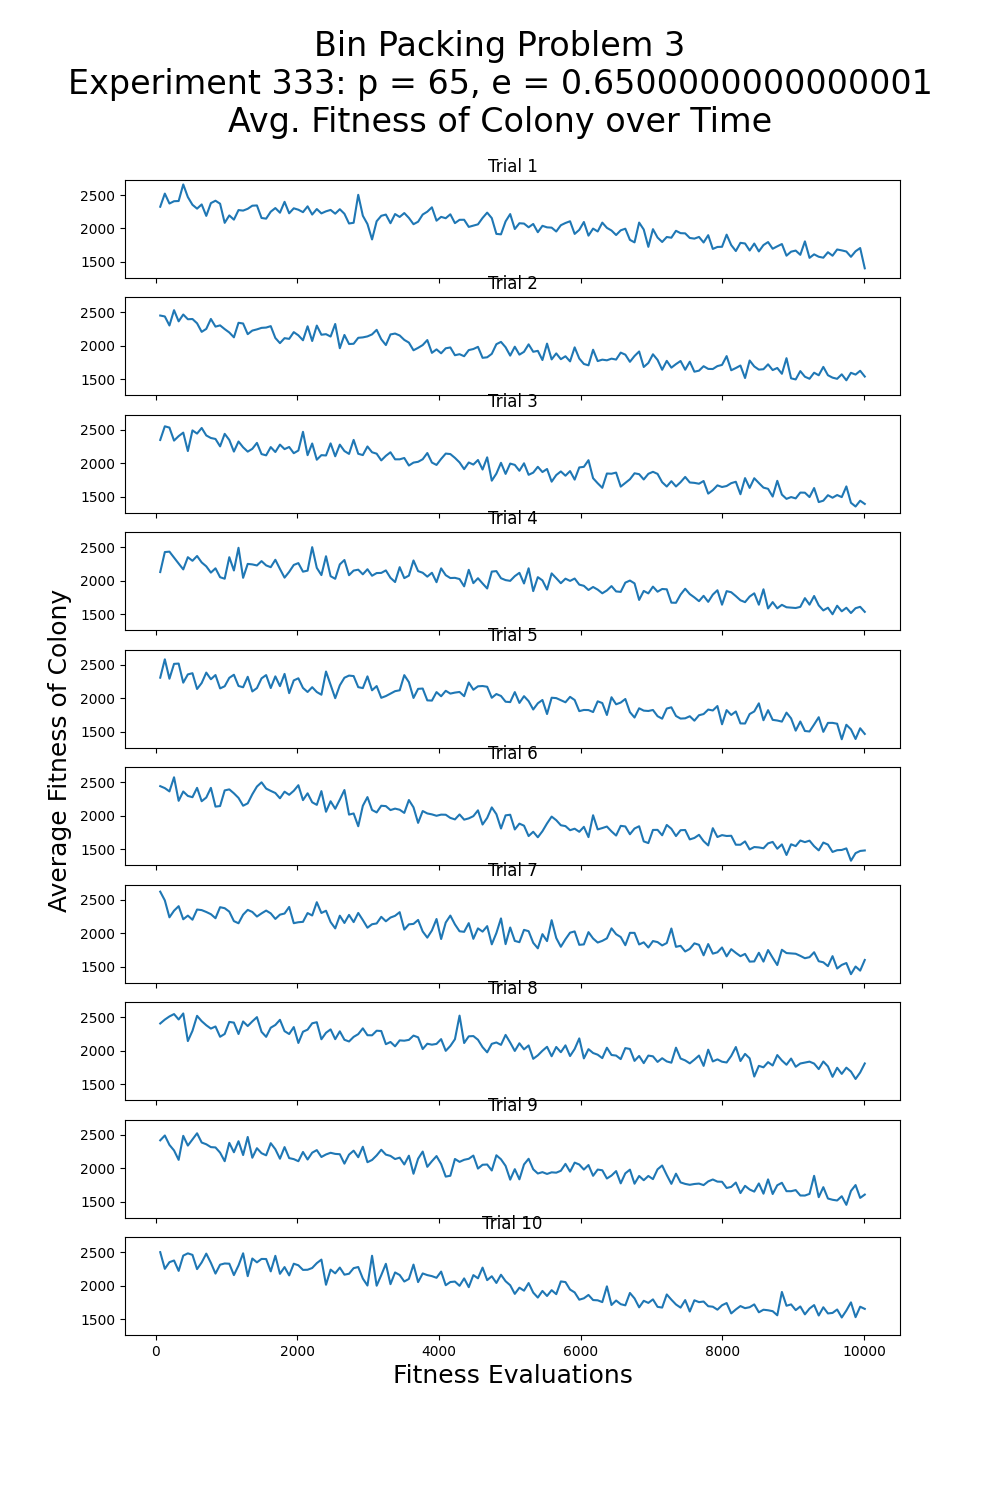 Bin Packing Problem 3
Experiment 333: p = 65, e = 0.6500000000000001
Avg. Fitness of Colony over Time
Trial 1
2500
2000
1500
Trial 2
2500
2000
1500
Trial 3
2500
2000
1500
Trial 4
2500
2000
1500
Trial 5
2500
2000
1500
Trial 6
2500
2000
1500
Trial 7
2500
2000
1500
Trial 8
2500
2000
1500
Trial 9
2500
2000
1500
Trial 10
2500
2000
1500
Average Fitness of Colony
0 2000 4000 6000 8000 10000
Fitness Evaluations